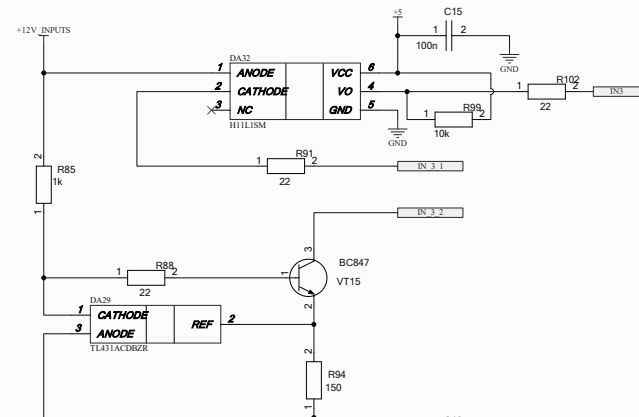 +5
C15
1 2
100n
GND
+12V_INPUTS
DA32
1 ANODE VCC 6
2 CATHODE VO 4
3 NC GND 5
H11L1SM
GND
1 R102 2
22
IN3
1 R99 2
10k
2
R85
1k
1
1 R91 2
22
IN_3_1
IN_3_2
3
BC847
VT15
1
2
1 R88 2
22
DA29
1 CATHODE REF 2
3 ANODE
TL431ACDBZR
2
R94
150
1